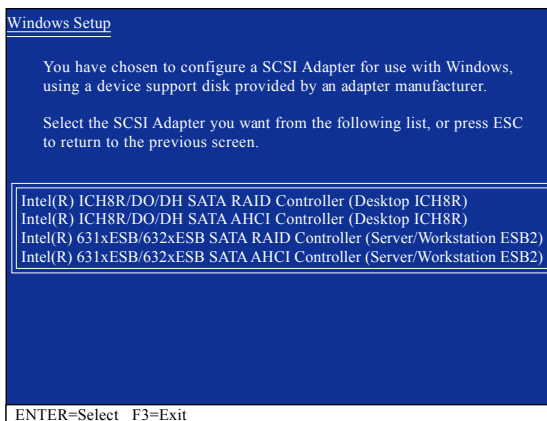 Windows Setup
You have chosen to configure a SCSI Adapter for use with Windows,
using a device support disk provided by an adapter manufacturer.
Select the SCSI Adapter you want from the following list, or press ESC
to return to the previous screen.
Intel(R) ICH8R/DO/DH SATA RAID Controller (Desktop ICH8R)
Intel(R) ICH8R/DO/DH SATA AHCI Controller (Desktop ICH8R)
Intel(R) 631xESB/632xESB SATA RAID Controller (Server/Workstation ESB2)
Intel(R) 631xESB/632xESB SATA AHCI Controller (Server/Workstation ESB2)
ENTER=Select F3=Exit